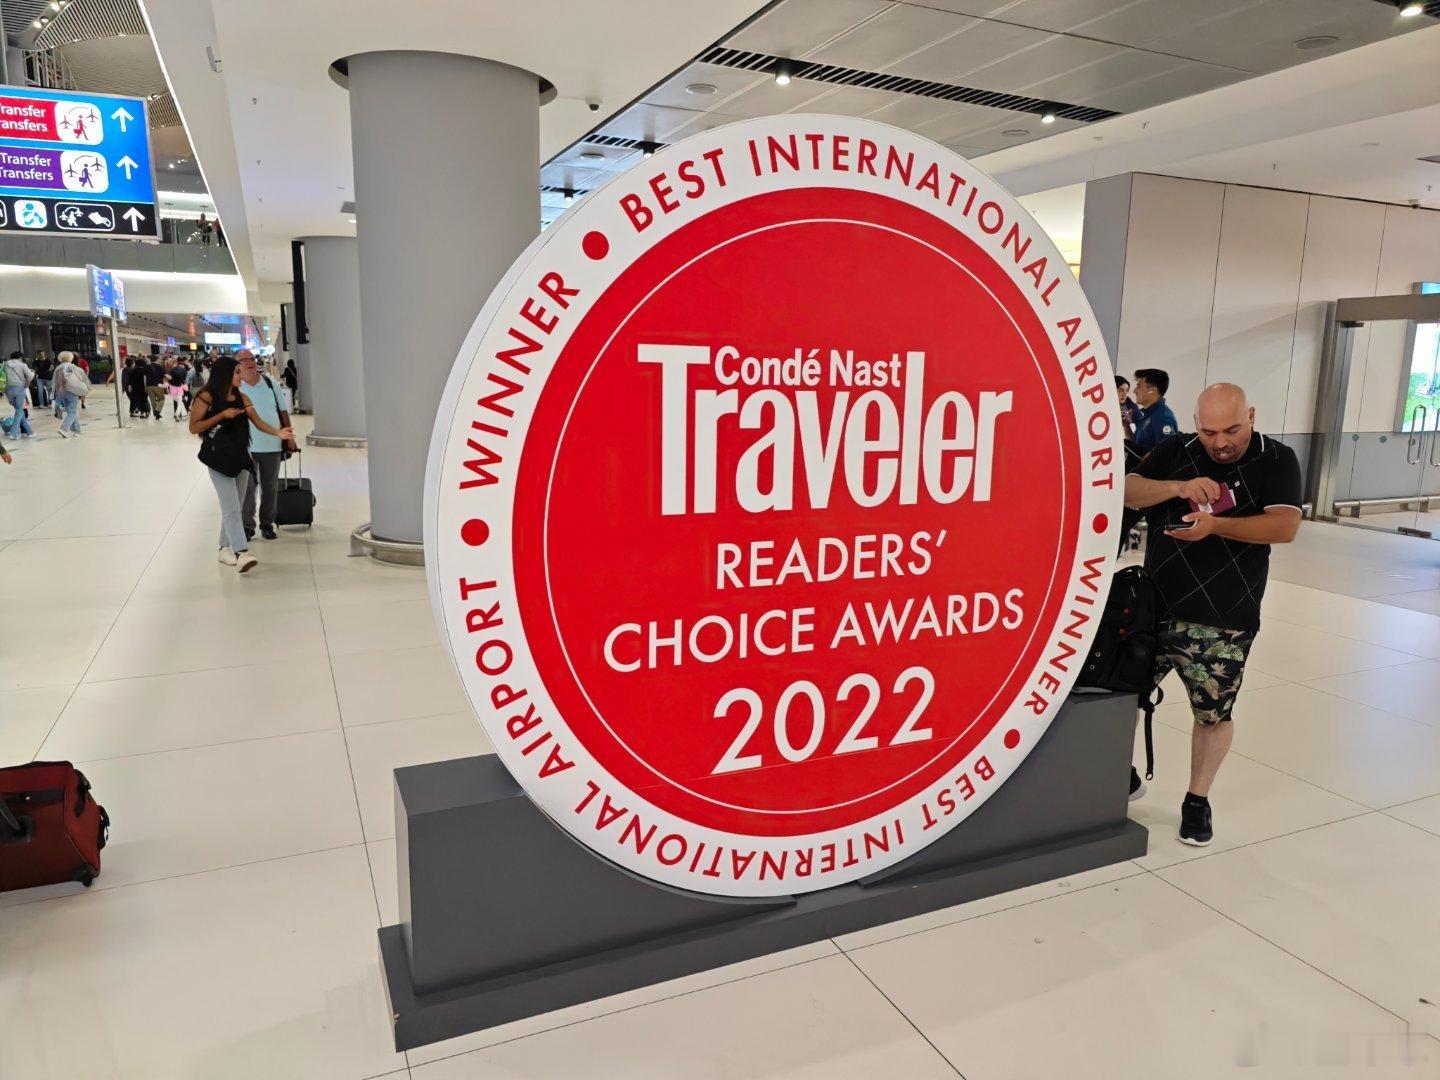 Transfer
Transfers
Transfer
Transfers
BEST INTERNATIONAL AIRPORT • WINNER • BEST INTERNATIONAL AIRPORT • WINNER •
Condé Nast
Traveler
READERS’
CHOICE AWARDS
2022